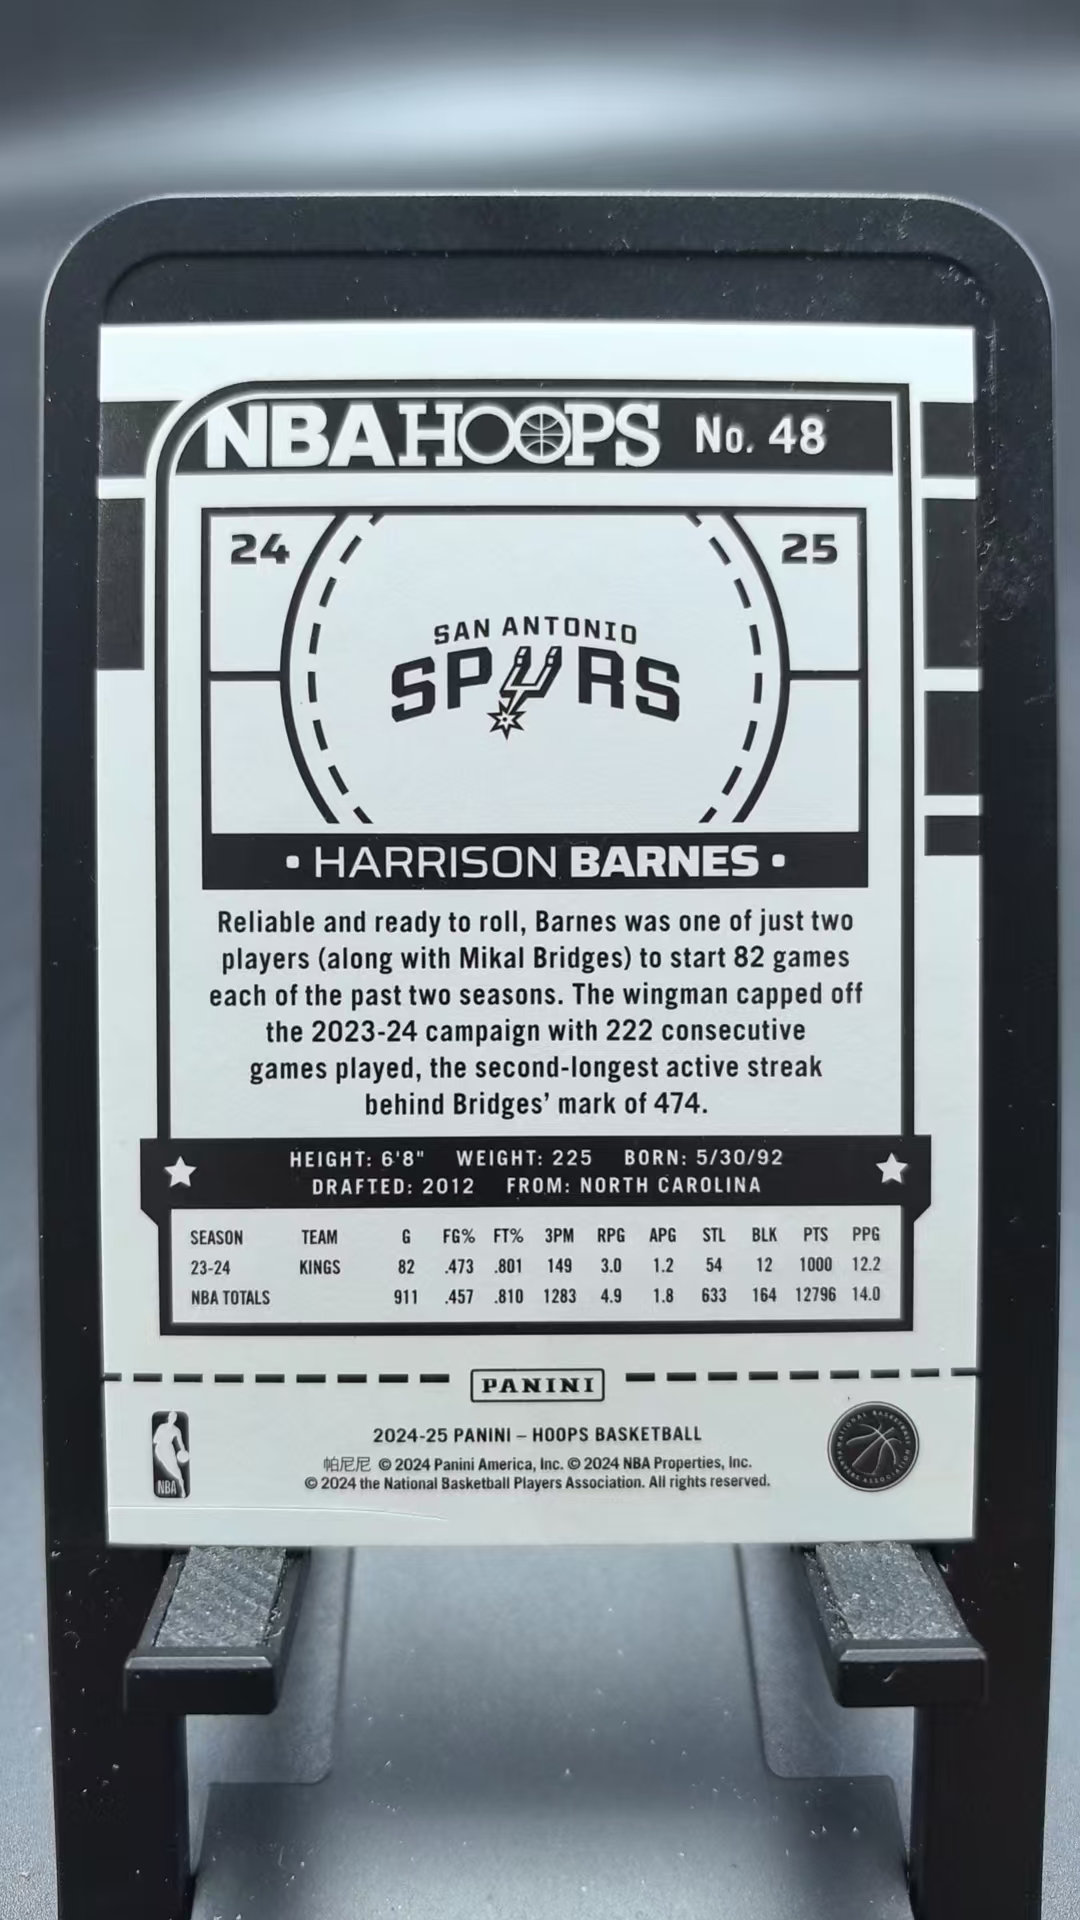 NBA HOOPS No. 48
24 25
SAN ANTONIO
SPURS
• HARRISON BARNES •
Reliable and ready to roll, Barnes was one of just two
players (along with Mikal Bridges) to start 82 games
each of the past two seasons. The wingman capped off
the 2023-24 campaign with 222 consecutive
games played, the second-longest active streak
behind Bridges' mark of 474.
HEIGHT: 6'8" WEIGHT: 225 BORN: 5/30/92
DRAFTED: 2012 FROM: NORTH CAROLINA
SEASON TEAM G FG% FT% 3PM RPG APG STL BLK PTS PPG
23-24 KINGS 82 .473 .801 149 3.0 1.2 54 12 1000 12.2
NBA TOTALS 911 .457 .810 1283 4.9 1.8 633 164 12796 14.0
PANINI
2024-25 PANINI – HOOPS BASKETBALL
帕尼尼 © 2024 Panini America, Inc. © 2024 NBA Properties, Inc.
© 2024 the National Basketball Players Association. All rights reserved.
NBA
NATIONAL BASKETBALL PLAYERS ASSOCIATION